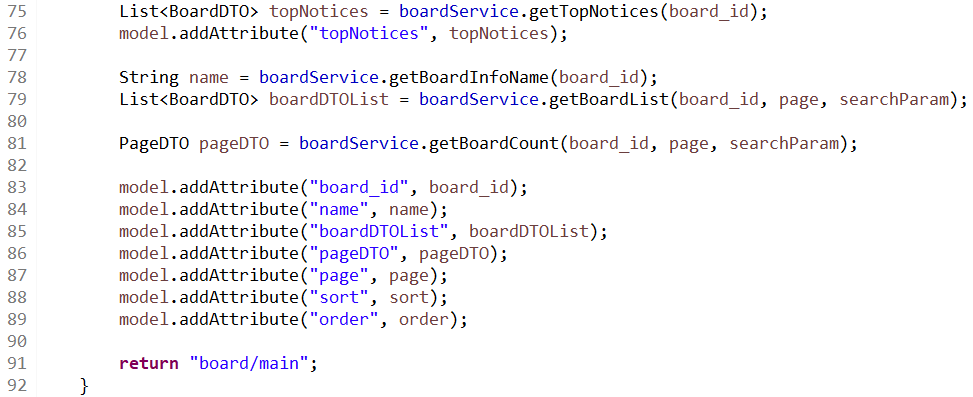 75 List<BoardDTO> topNotices = boardService.getTopNotices(board_id);
76 model.addAttribute("topNotices", topNotices);
77
78 String name = boardService.getBoardInfoName(board_id);
79 List<BoardDTO> boardDTOList = boardService.getBoardList(board_id, page, searchParam);
80
81 PageDTO pageDTO = boardService.getBoardCount(board_id, page, searchParam);
82
83 model.addAttribute("board_id", board_id);
84 model.addAttribute("name", name);
85 model.addAttribute("boardDTOList", boardDTOList);
86 model.addAttribute("pageDTO", pageDTO);
87 model.addAttribute("page", page);
88 model.addAttribute("sort", sort);
89 model.addAttribute("order", order);
90
91 return "board/main";
92 }